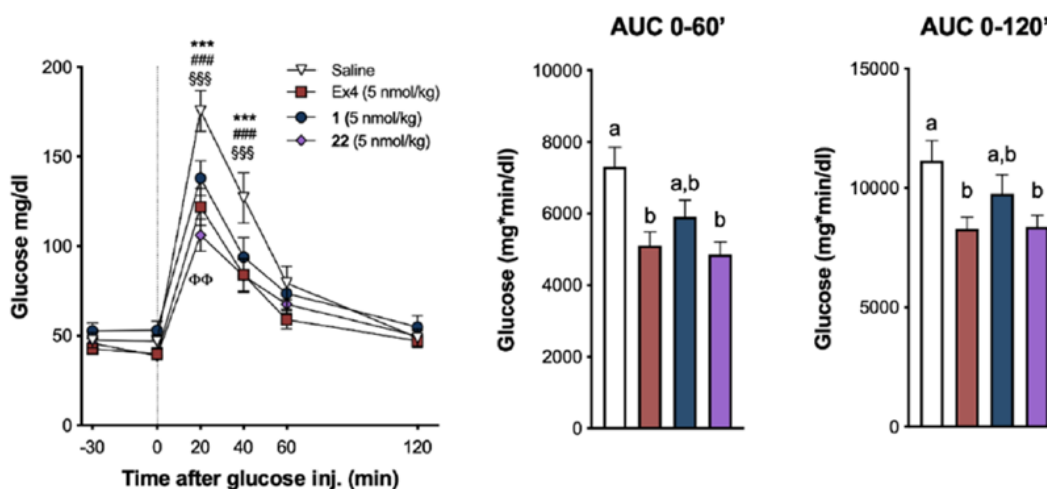 AUC 0-60'
AUC 0-120'
Glucose mg/dl
200
150
100
50
0
-30
0
20
40
60
120
Time after glucose inj. (min)
***
###
§§§
***
###
§§§
ΦΦ
Saline
Ex4 (5 nmol/kg)
1 (5 nmol/kg)
22 (5 nmol/kg)
Glucose (mg*min/dl)
10000
8000
6000
4000
2000
0
a
b
a,b
b
Glucose (mg*min/dl)
15000
10000
5000
0
a
b
a,b
b